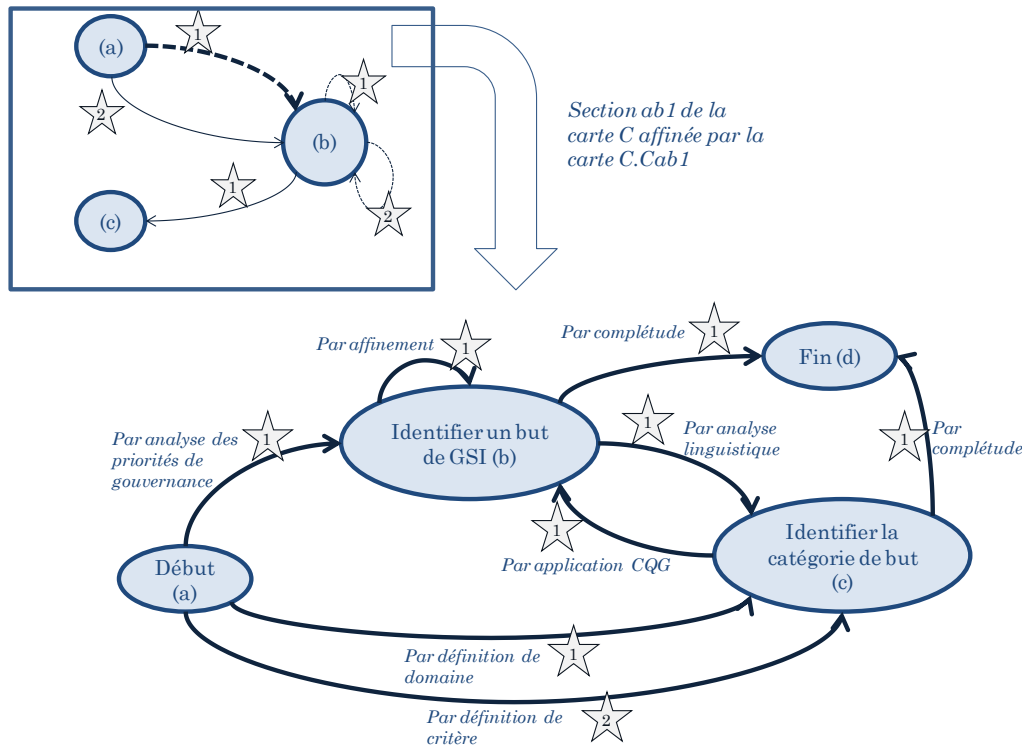 (a)
1
2
1
(b)
1
2
(c)
Section ab1 de la
carte C affinée par la
carte C.Cab1
Par affinement
1
Par complétude
1
Fin (d)
Par analyse des
priorités de
gouvernance
1
Identifier un but
de GSI (b)
1
Par analyse
linguistique
1
Par
complétude
1
Par application CQG
Identifier la
catégorie de but
(c)
Début
(a)
Par définition de
domaine
1
Par définition de
critère
2